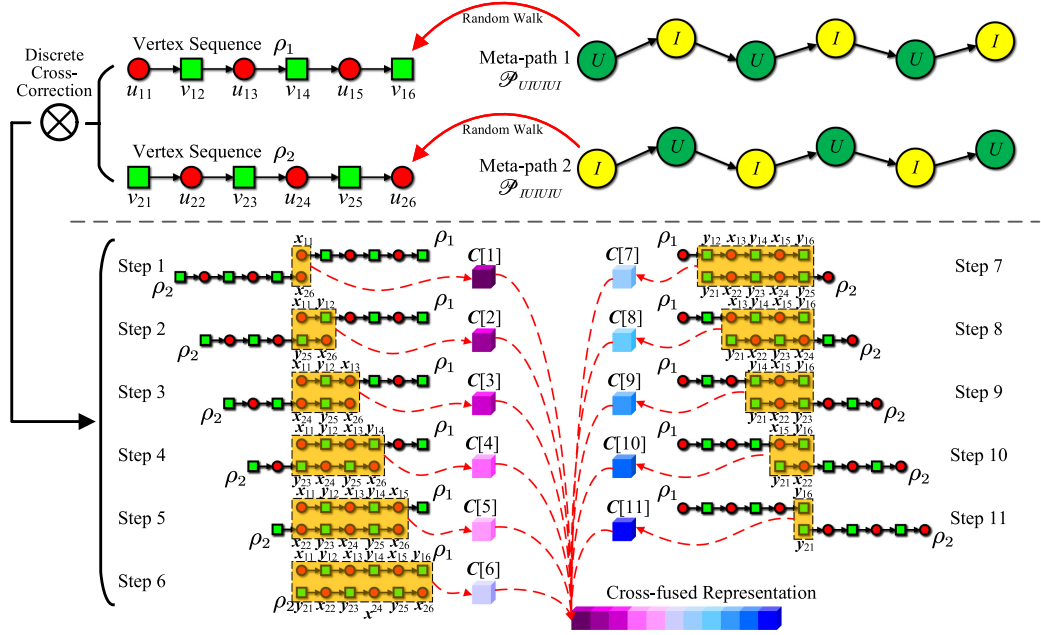 Discrete Cross-Correction
Vertex Sequence ρ1
u11 v12 u13 v14 u15 v16
Random Walk
Meta-path 1
𝒫UIUIUI
U I U I U I
Vertex Sequence ρ2
v21 u22 v23 u24 v25 u26
Random Walk
Meta-path 2
𝒫IUIUIU
I U I U I U
Step 1
x11 ρ1
ρ2 x26
C[1]
Step 2
x11 y12 ρ1
ρ2 y25 x26
C[2]
Step 3
x11 y12 x13 ρ1
ρ2 x24 y25 x26
C[3]
Step 4
x11 y12 x13 y14 ρ1
ρ2 y23 x24 y25 x26
C[4]
Step 5
x11 y12 x13 y14 x15 ρ1
ρ2 x22 y23 x24 y25 x26
C[5]
Step 6
x11 y12 x13 y14 x15 y16 ρ1
ρ2 y21 x22 y23 x24 y25 x26
C[6]
C[7]
ρ1 y12 x13 y14 x15 y16
y21 x22 y23 x24 y25 ρ2
Step 7
C[8]
ρ1 x13 y14 x15 y16
y21 x22 y23 x24 ρ2
Step 8
C[9]
ρ1 y14 x15 y16
y21 x22 y23 ρ2
Step 9
C[10]
ρ1 x15 y16
y21 x22 ρ2
Step 10
C[11]
ρ1 y16
y21 ρ2
Step 11
Cross-fused Representation